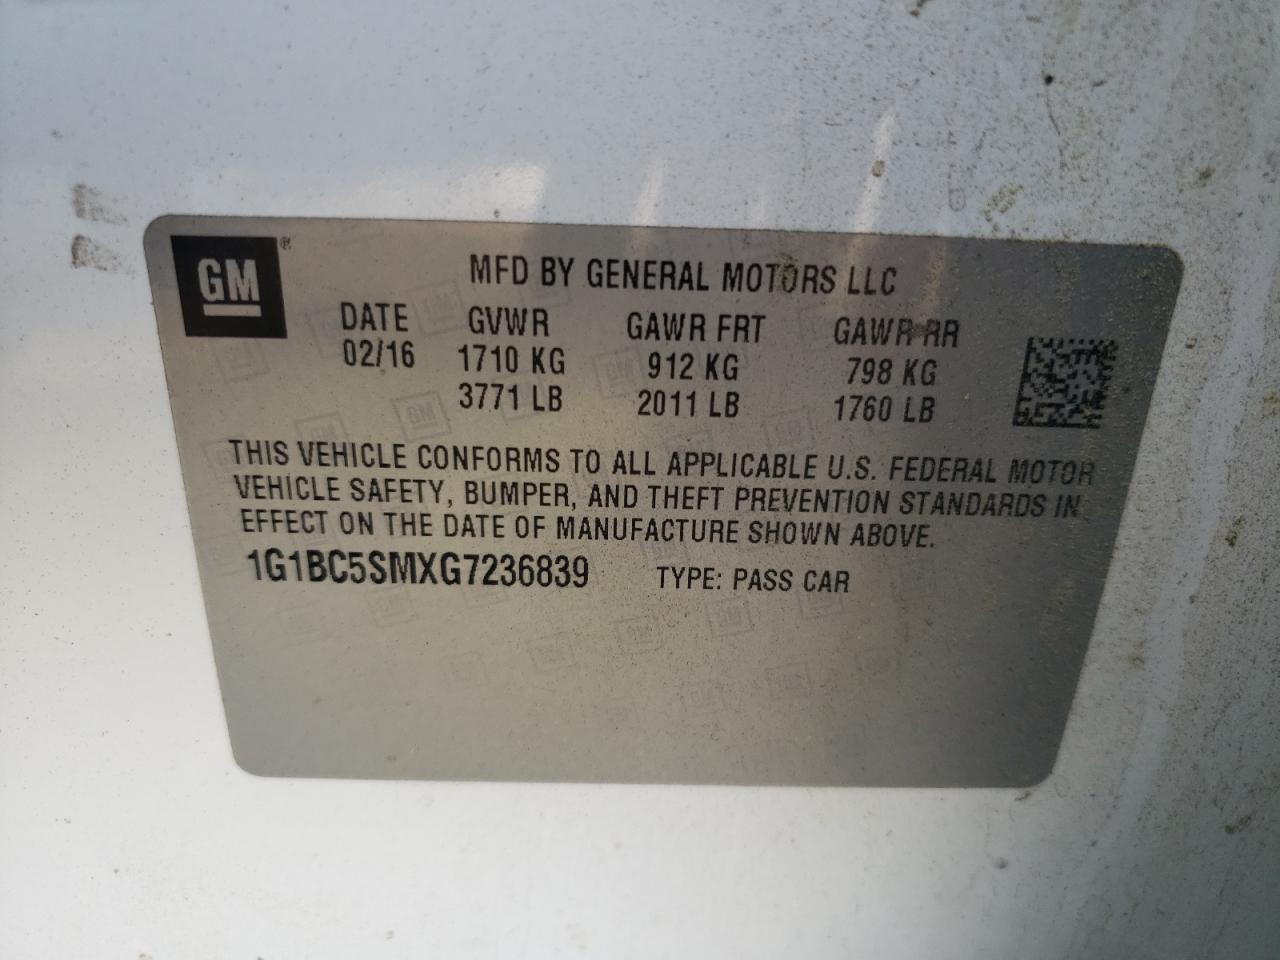 GM®
MFD BY GENERAL MOTORS LLC
DATE GVWR GAWR FRT GAWR RR
02/16 1710 KG 912 KG 798 KG
3771 LB 2011 LB 1760 LB
THIS VEHICLE CONFORMS TO ALL APPLICABLE U.S. FEDERAL MOTOR
VEHICLE SAFETY, BUMPER, AND THEFT PREVENTION STANDARDS IN
EFFECT ON THE DATE OF MANUFACTURE SHOWN ABOVE.
1G1BC5SMXG7236839 TYPE: PASS CAR